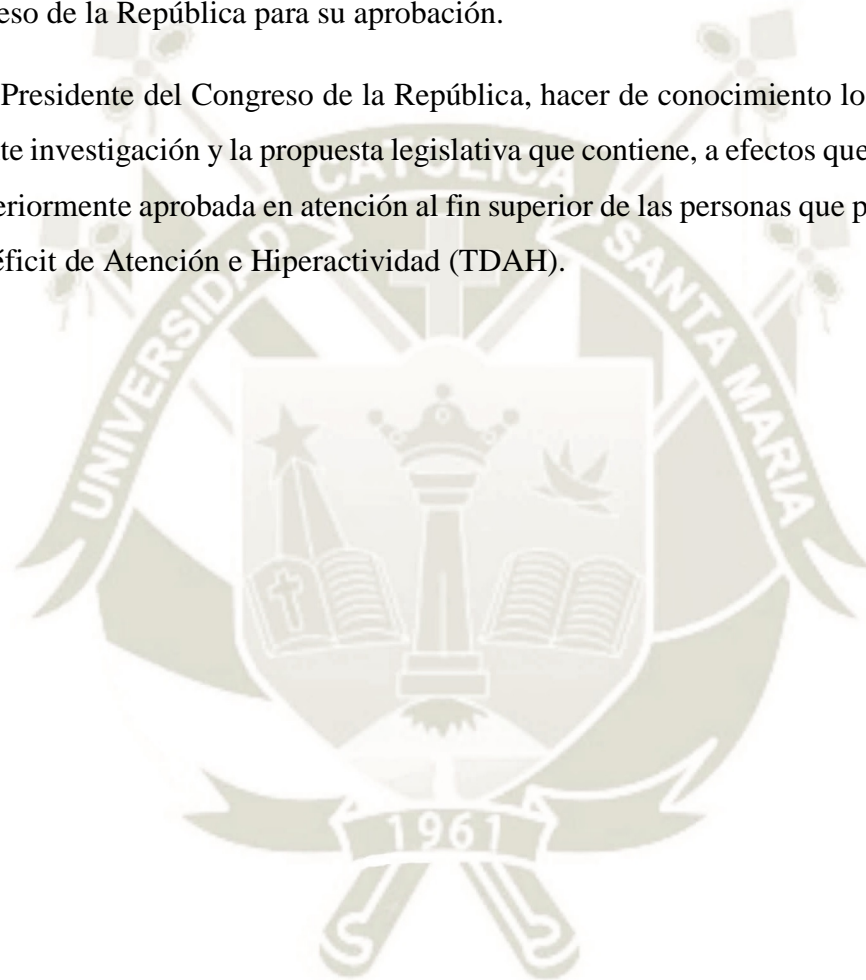 eso de la República para su aprobación.
Presidente del Congreso de la República, hacer de conocimiento lo
te investigación y la propuesta legislativa que contiene, a efectos que
eriormente aprobada en atención al fin superior de las personas que p
éficit de Atención e Hiperactividad (TDAH).
UNIVERSIDAD CATOLICA SANTA MARIA
1961